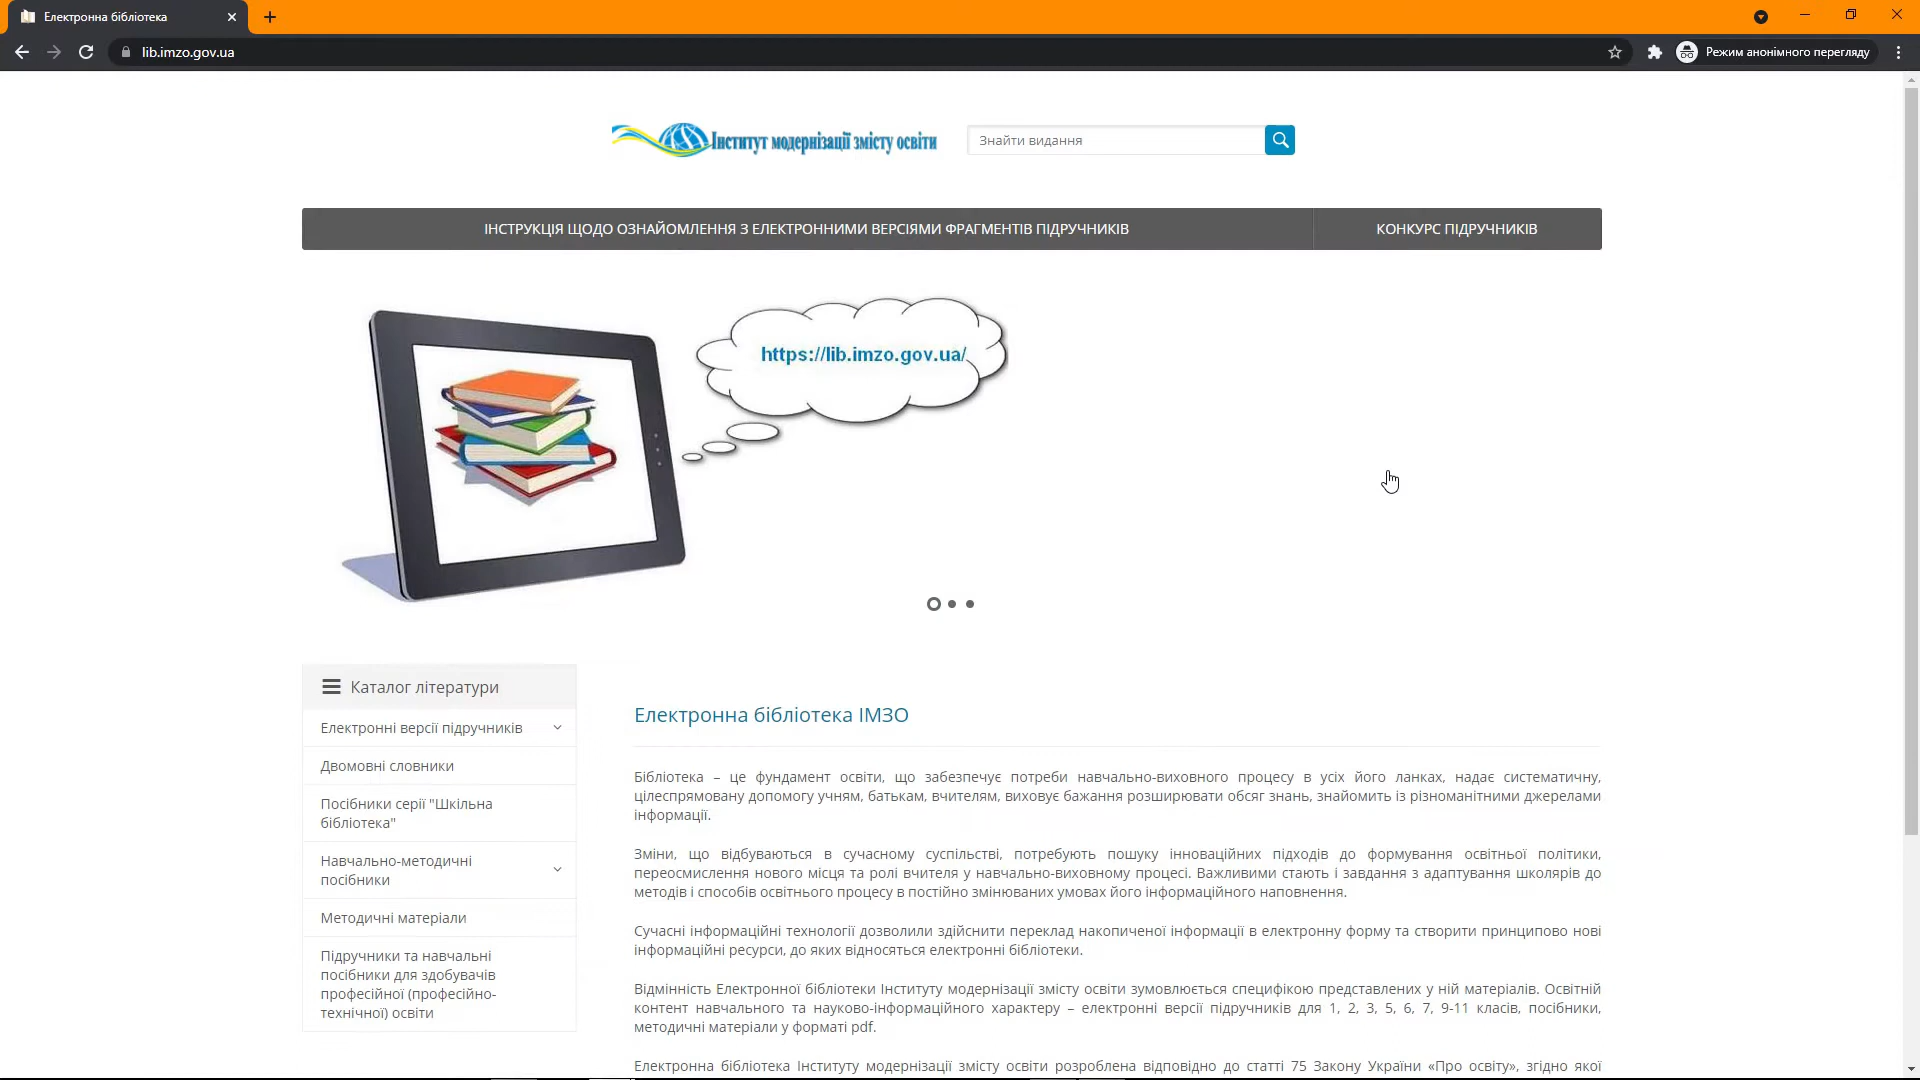 Електронна бібліотека
lib.imzo.gov.ua
Режим анонімного перегляду
Інститут модернізації змісту освіти
Знайти видання
ІНСТРУКЦІЯ ЩОДО ОЗНАЙОМЛЕННЯ З ЕЛЕКТРОННИМИ ВЕРСІЯМИ ФРАГМЕНТІВ ПІДРУЧНИКІВ
КОНКУРС ПІДРУЧНИКІВ
https://lib.imzo.gov.ua/
Каталог літератури
Електронні версії підручників
Двомовні словники
Посібники серії "Шкільна
бібліотека"
Навчально-методичні
посібники
Методичні матеріали
Підручники та навчальні
посібники для здобувачів
професійної (професійно-
технічної) освіти
Електронна бібліотека ІМЗО
Бібліотека – це фундамент освіти, що забезпечує потреби навчально-виховного процесу в усіх його ланках, надає систематичну,
цілеспрямовану допомогу учням, батькам, вчителям, виховує бажання розширювати обсяг знань, знайомить із різноманітними джерелами
інформації.
Зміни, що відбуваються в сучасному суспільстві, потребують пошуку інноваційних підходів до формування освітньої політики,
переосмислення нового місця та ролі вчителя у навчально-виховному процесі. Важливими стають і завдання з адаптування школярів до
методів і способів освітнього процесу в постійно змінюваних умовах його інформаційного наповнення.
Сучасні інформаційні технології дозволили здійснити переклад накопиченої інформації в електронну форму та створити принципово нові
інформаційні ресурси, до яких відносяться електронні бібліотеки.
Відмінність Електронної бібліотеки Інституту модернізації змісту освіти зумовлюється специфікою представлених у ній матеріалів. Освітній
контент навчального та науково-інформаційного характеру – електронні версії підручників для 1, 2, 3, 5, 6, 7, 9-11 класів, посібники,
методичні матеріали у форматі pdf.
Електронна бібліотека Інституту модернізації змісту освіти розроблена відповідно до статті 75 Закону України «Про освіту», згідно якої